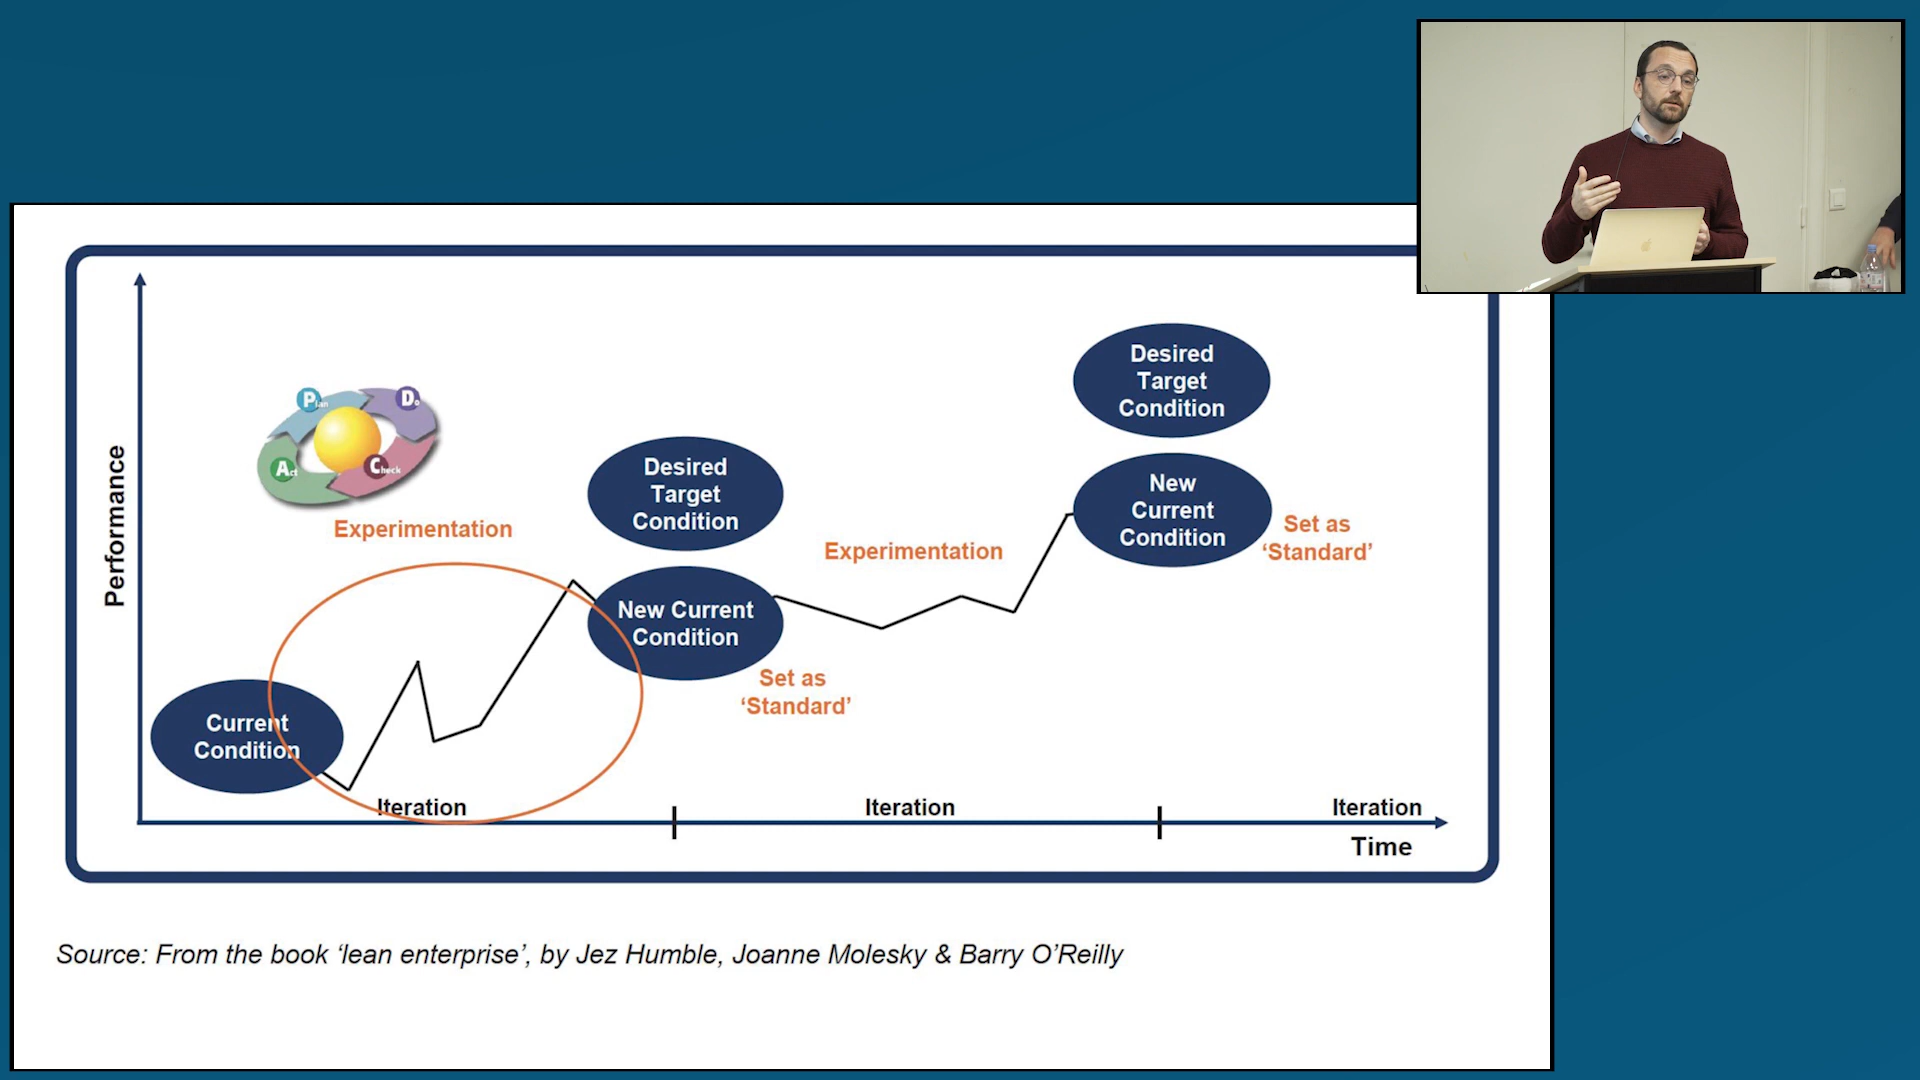 Performance
Plan
Do
Act
Check
Experimentation
Desired
Target
Condition
Desired
Target
Condition
New
Current
Condition
Set as
‘Standard’
Experimentation
New Current
Condition
Set as
‘Standard’
Current
Condition
Iteration
Iteration
Iteration
Time
Source: From the book ‘lean enterprise’, by Jez Humble, Joanne Molesky & Barry O’Reilly